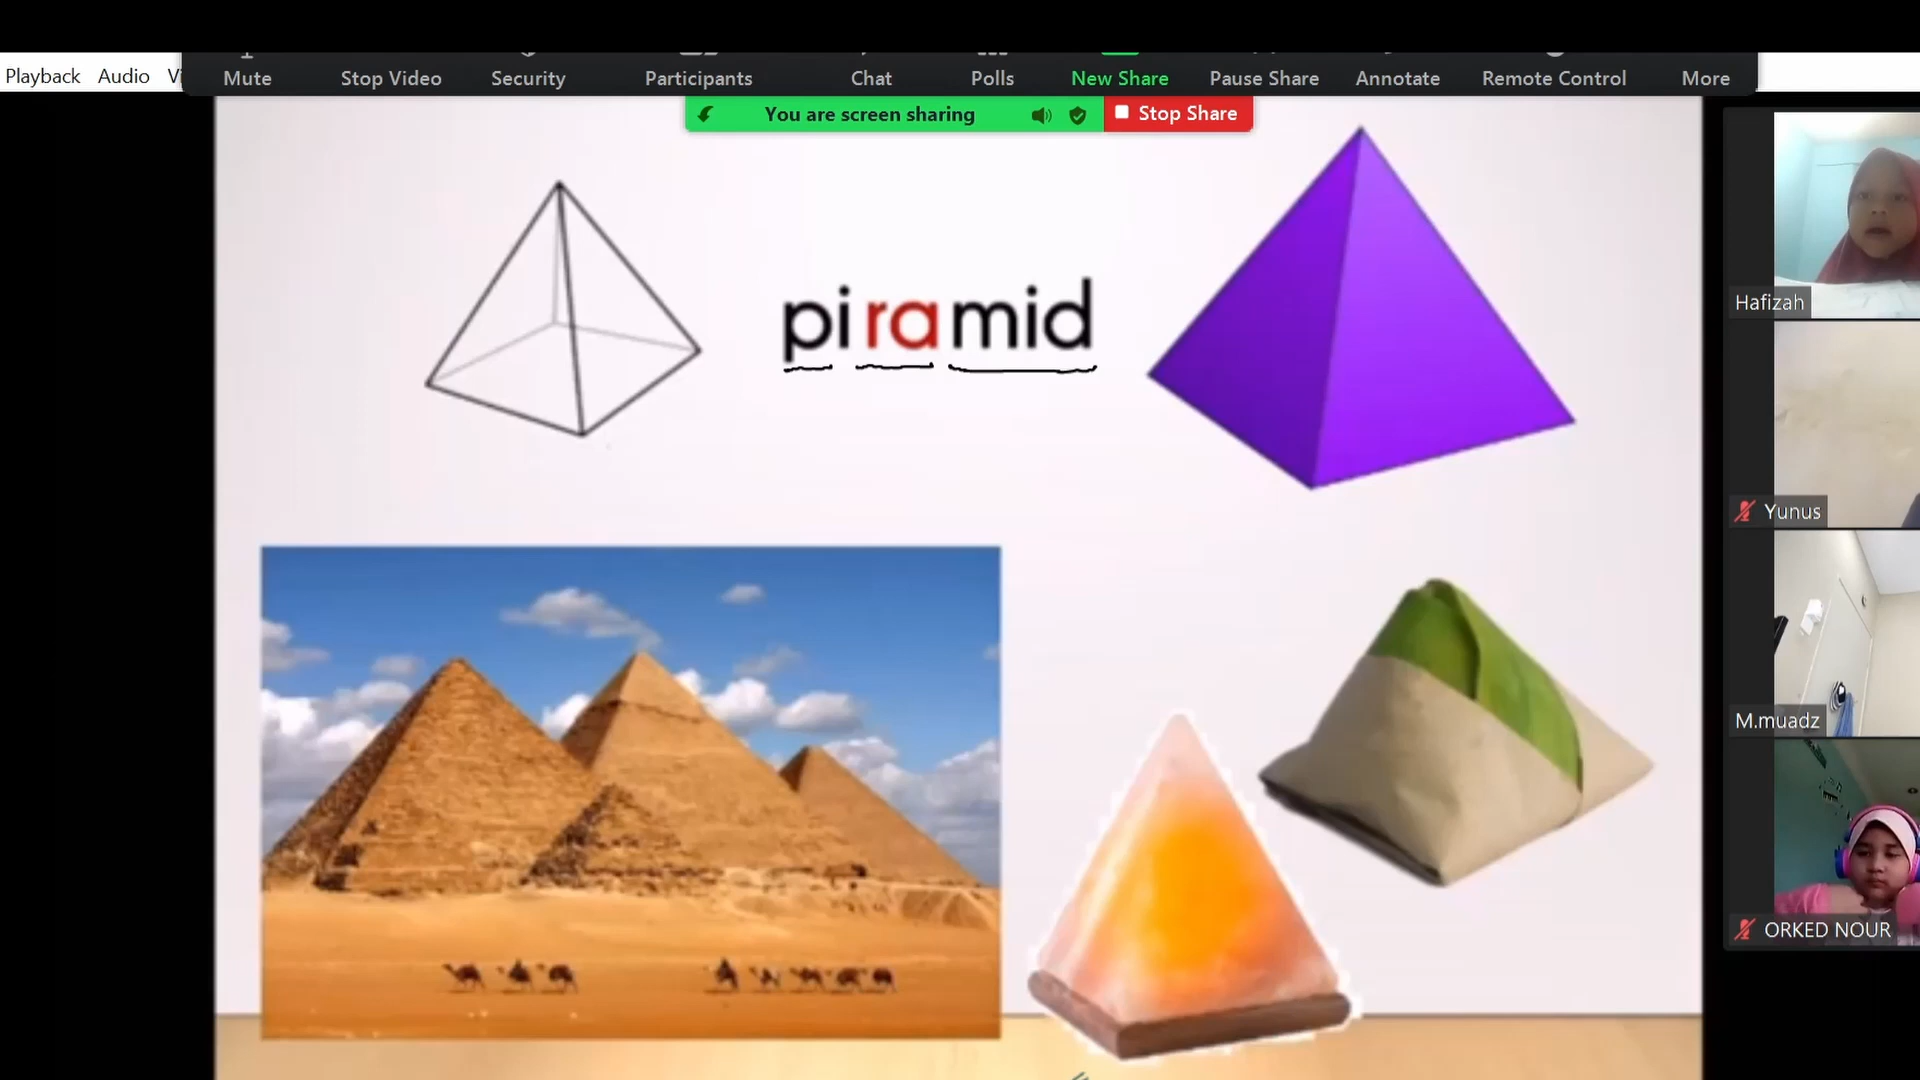 Playback Audio Vi
Mute Stop Video Security Participants Chat Polls New Share Pause Share Annotate Remote Control More
You are screen sharing Stop Share
piramid
Hafizah
Yunus
M.muadz
ORKED NOUR